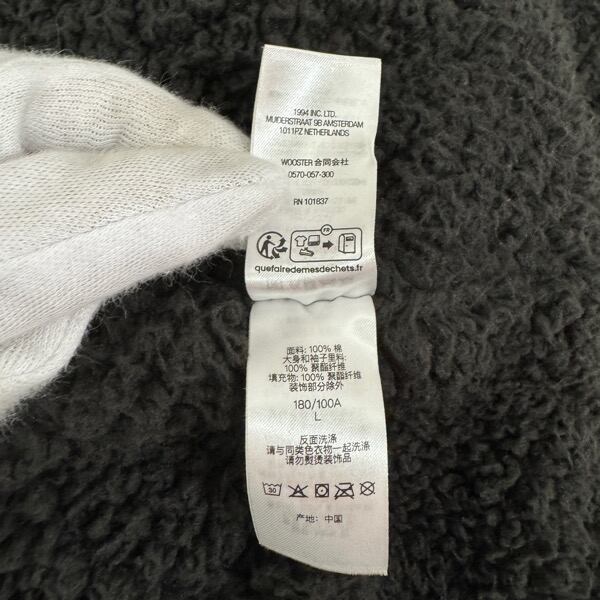 1994 INC. LTD.
MUIDERSTRAAT 9B AMSTERDAM
1011PZ NETHERLANDS
WOOSTER 合同会社
0570-057-300
RN 101837
FR
quefairedemesdechets.fr
面料: 100% 棉
大身和袖子里料:
100% 聚酯纤维
填充物: 100% 聚酯纤维
装饰部分除外
180/100A
L
反面洗涤
请与同类色衣物一起洗涤
请勿熨烫装饰品
30
产地: 中国